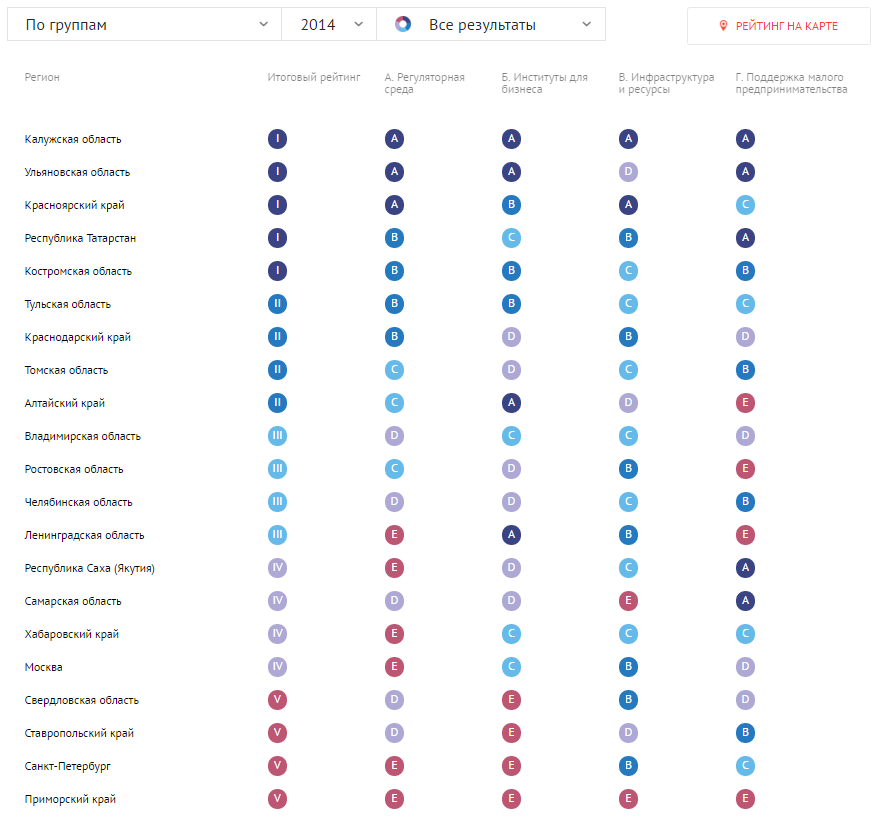 По группам 2014 Все результаты РЕЙТИНГ НА КАРТЕ
Регион Итоговый рейтинг А. Регуляторная Б. Институты для В. Инфраструктура Г. Поддержка малого
среда бизнеса и ресурсы предпринимательства
Калужская область I A A A A
Ульяновская область I A A D A
Красноярский край I A B A C
Республика Татарстан I B C B A
Костромская область I B B C B
Тульская область II B B C C
Краснодарский край II B D B D
Томская область II C D C B
Алтайский край II C A D E
Владимирская область III D C C D
Ростовская область III C D B E
Челябинская область III D D C B
Ленинградская область III E A B E
Республика Саха (Якутия) IV E D C A
Самарская область IV D D E A
Хабаровский край IV E C C C
Москва IV E C B D
Свердловская область V D E B D
Ставропольский край V D E D B
Санкт-Петербург V E E B C
Приморский край V E E E E